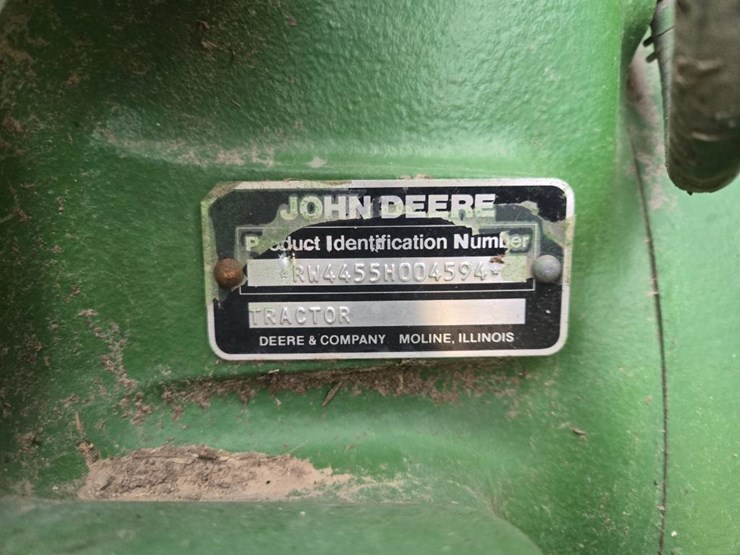 JOHN DEERE
Product Identification Number
*RW4455H004594*
TRACTOR
DEERE & COMPANY MOLINE, ILLINOIS